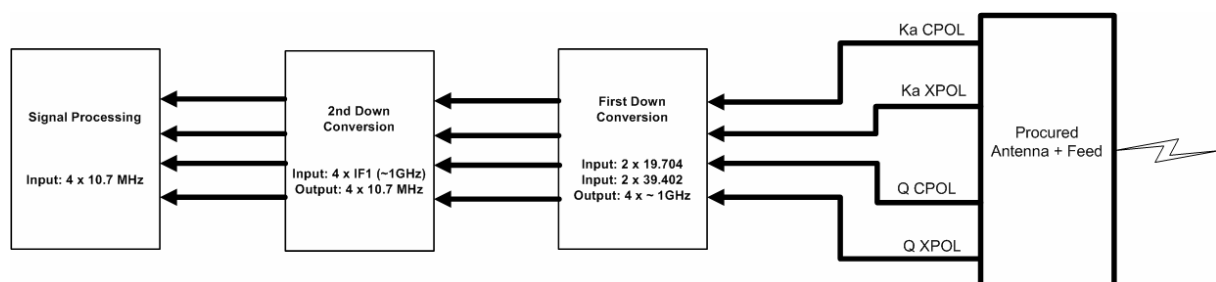 Signal Processing
Input: 4 x 10.7 MHz
2nd Down
Conversion
Input: 4 x IF1 (~1GHz)
Output: 4 x 10.7 MHz
First Down
Conversion
Input: 2 x 19.704
Input: 2 x 39.402
Output: 4 x ~ 1GHz
Ka CPOL
Ka XPOL
Q CPOL
Q XPOL
Procured
Antenna + Feed